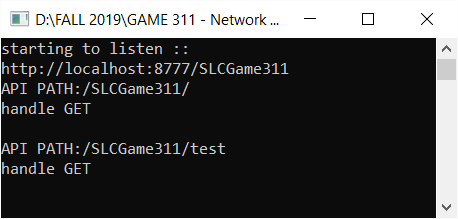 D:\FALL 2019\GAME 311 - Network ...
starting to listen ::
http://localhost:8777/SLCGame311
API PATH:/SLCGame311/
handle GET
API PATH:/SLCGame311/test
handle GET